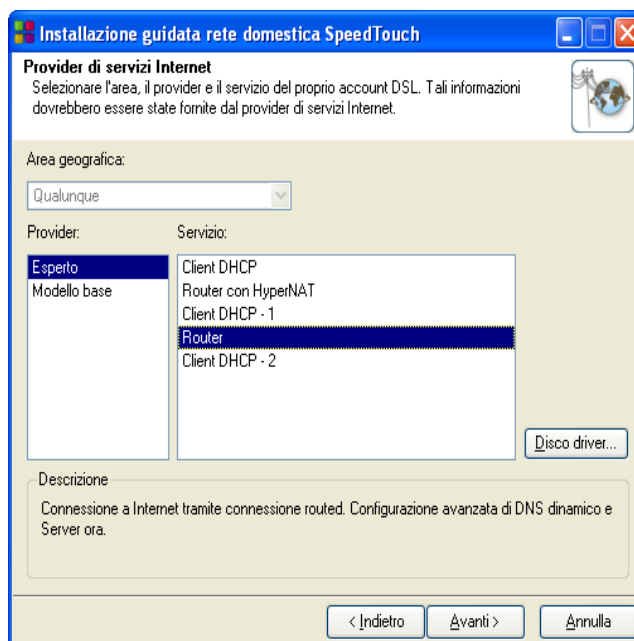 Installazione guidata rete domestica SpeedTouch
Provider di servizi Internet
Selezionare l'area, il provider e il servizio del proprio account DSL. Tali informazioni
dovrebbero essere state fornite dal provider di servizi Internet.
Area geografica:
Qualunque
Provider:
Servizio:
Esperto
Modello base
Client DHCP
Router con HyperNAT
Client DHCP - 1
Router
Client DHCP - 2
Disco driver...
Descrizione
Connessione a Internet tramite connessione routed. Configurazione avanzata di DNS dinamico e
Server ora.
< Indietro
Avanti >
Annulla